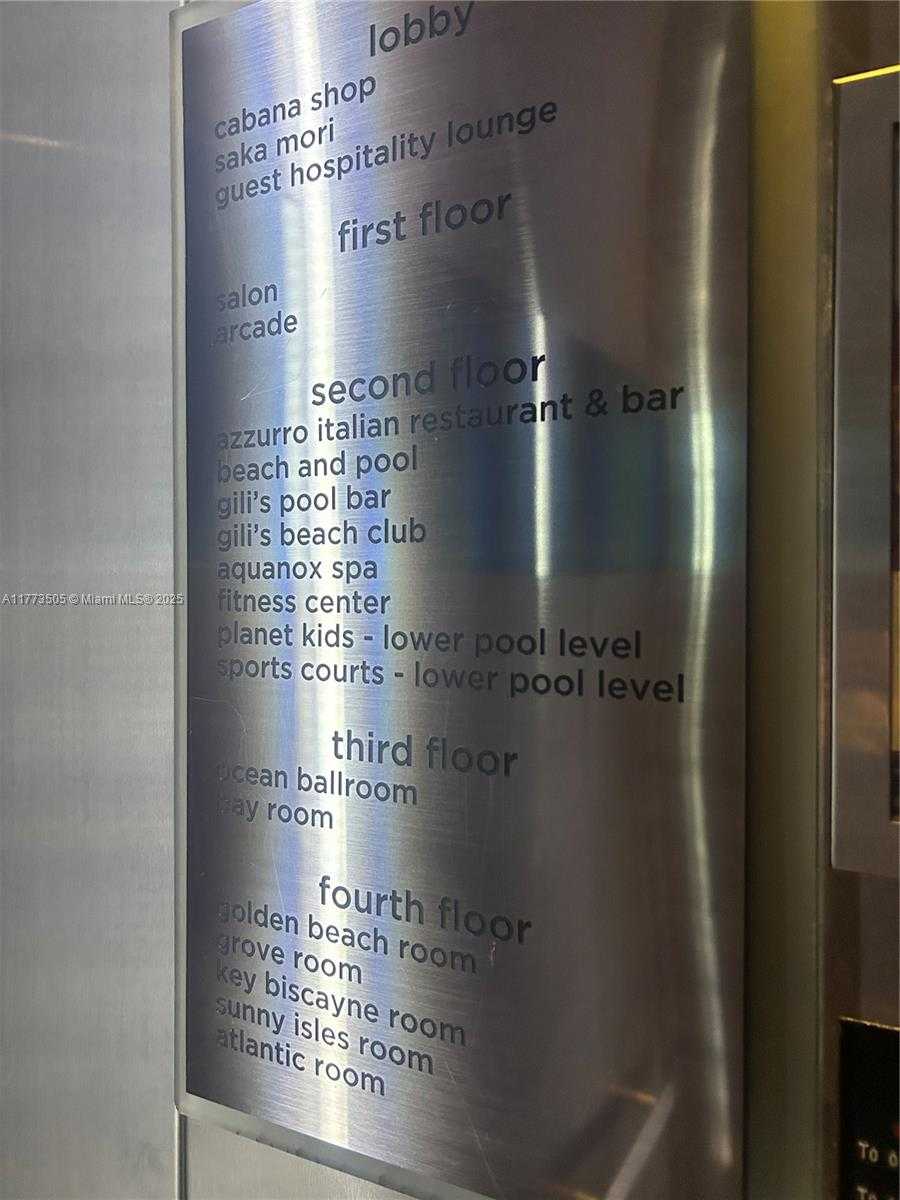 lobby
cabana shop
saka mori
guest hospitality lounge
first floor
salon
arcade
second floor
azzurro italian restaurant & bar
beach and pool
gili's pool bar
gili's beach club
aquanox spa
fitness center
planet kids - lower pool level
sports courts - lower pool level
third floor
ocean ballroom
bay room
fourth floor
golden beach room
grove room
key biscayne room
sunny isles room
atlantic room
A11773505 © Miami MLS® 2025
To o